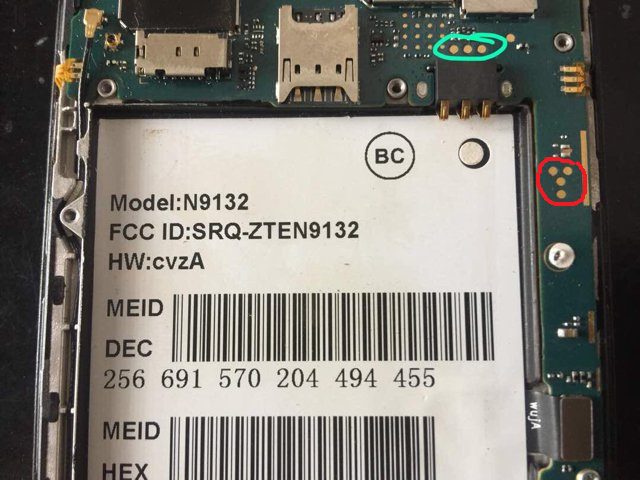 BC
Model:N9132
FCC ID:SRQ-ZTEN9132
HW:cvzA
MEID
DEC
256 691 570 204 494 455
MEID
HEX
WUJA